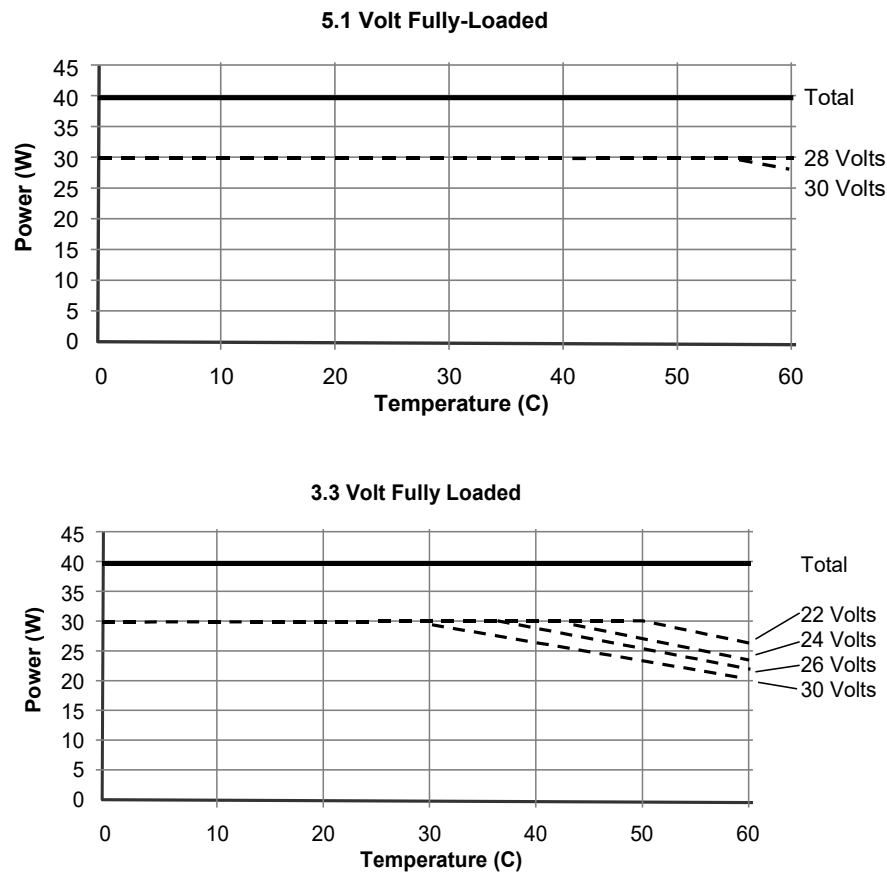 5.1 Volt Fully-Loaded
45
40
35
30
25
20
15
10
5
0
Power (W)
Total
28 Volts
30 Volts
0 10 20 30 40 50 60
Temperature (C)
3.3 Volt Fully Loaded
45
40
35
30
25
20
15
10
5
0
Power (W)
Total
22 Volts
24 Volts
26 Volts
30 Volts
0 10 20 30 40 50 60
Temperature (C)